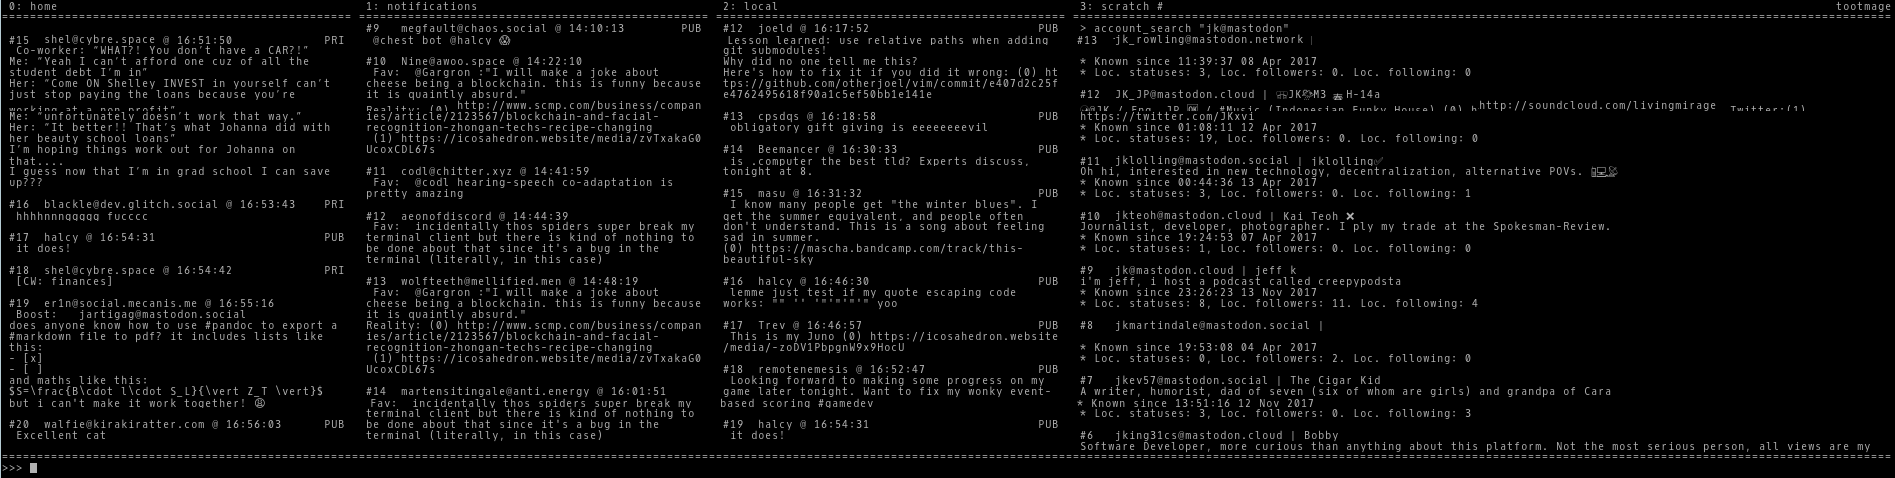 0: home
#15  shel@cybre.space @ 16:51:50 PRI
Co-worker: "WHAT?! You don't have a CAR?!"
Me: "Yeah I can't afford one cuz of all the
student debt I'm in"
Her: "Come ON Shelley INVEST in yourself can't
just stop paying the loans because you're
working at a non-profit"
Me: "unfortunately doesn't work that way."
Her: "It better!! That's what Johanna did with
her beauty school loans"
I'm hoping things work out for Johanna on
that....
I guess now that I'm in grad school I can save
up???
#16  blackle@dev.glitch.social @ 16:53:43 PRI
hhhhnnnggggg fucccc
#17  halcy @ 16:54:31 PUB
it does!
#18  shel@cybre.space @ 16:54:42 PRI
[CW: finances]
#19  er1n@social.mecanis.me @ 16:55:16
Boost:   jartigag@mastodon.social
does anyone know how to use #pandoc to export a
#markdown file to pdf? it includes lists like
this:
- [x]
- [ ]
and maths like this:
$S=\frac{B\cdot l\cdot S_L}{\vert Z_T \vert}$
but i can't make it work together! 😩
#20  walfie@kirakiratter.com @ 16:56:03 PUB
Excellent cat
1: notifications
#9   megfault@chaos.social @ 14:10:13 PUB
@chest bot @halcy 😱
#10  Nine@awoo.space @ 14:22:10
Fav:  @Gargron :"I will make a joke about
cheese being a blockchain. this is funny because
it is quaintly absurd."
Reality: (0) http://www.scmp.com/business/compan
ies/article/2123567/blockchain-and-facial-
recognition-zhongan-techs-recipe-changing
(1) https://icosahedron.website/media/zvTxakaG0
UcoxCDL67s
#11  codl@chitter.xyz @ 14:41:59
Fav:  @codl hearing-speech co-adaptation is
pretty amazing
#12  aeonofdiscord @ 14:44:39
Fav:  incidentally thos spiders super break my
terminal client but there is kind of nothing to
be done about that since it's a bug in the
terminal (literally, in this case)
#13  wolfteeth@mellified.men @ 14:48:19
Fav:  @Gargron :"I will make a joke about
cheese being a blockchain. this is funny because
it is quaintly absurd."
Reality: (0) http://www.scmp.com/business/compan
ies/article/2123567/blockchain-and-facial-
recognition-zhongan-techs-recipe-changing
(1) https://icosahedron.website/media/zvTxakaG0
UcoxCDL67s
#14  martensitingale@anti.energy @ 16:01:51
Fav:  incidentally thos spiders super break my
terminal client but there is kind of nothing to
be done about that since it's a bug in the
terminal (literally, in this case)
2: local
#12  joeld @ 16:17:52 PUB
Lesson learned: use relative paths when adding
git submodules!
Why did no one tell me this?
Here's how to fix it if you did it wrong: (0) ht
tps://github.com/otherjoel/vim/commit/e407d2c25f
e4762495618f90a1c5ef50bb1e141e
#13  cpsdqs @ 16:18:58 PUB
obligatory gift giving is eeeeeeeevil
#14  Beemancer @ 16:30:33 PUB
is .computer the best tld? Experts discuss,
tonight at 8.
#15  masu @ 16:31:32 PUB
I know many people get "the winter blues". I
get the summer equivalent, and people often
don't understand. This is a song about feeling
sad in summer.
(0) https://mascha.bandcamp.com/track/this-
beautiful-sky
#16  halcy @ 16:46:30 PUB
lemme just test if my quote escaping code
works: "" '' '"'"'"'" yoo
#17  Trev @ 16:46:57 PUB
This is my Juno (0) https://icosahedron.website
/media/-zoDV1PbpgnW9x9HocU
#18  remotenemesis @ 16:52:47 PUB
Looking forward to making some progress on my
game later tonight. Want to fix my wonky event-
based scoring #gamedev
#19  halcy @ 16:54:31 PUB
it does!
3: scratch # tootmage
> account_search "jk@mastodon"
#13  jk_rowling@mastodon.network |
* Known since 11:39:37 08 Apr 2017
* Loc. statuses: 3, Loc. followers: 0. Loc. following: 0
#12  JK_JP@mastodon.cloud | JK M3 H-14a
@JK / Eng. JP / #Music (Indonesian Funky House) (0) h http://soundcloud.com/livingmirage Twitter:(1)
https://twitter.com/JKxvi
* Known since 01:08:11 12 Apr 2017
* Loc. statuses: 19, Loc. followers: 0. Loc. following: 0
#11  jklolling@mastodon.social | jklolling✅
Oh hi, interested in new technology, decentralization, alternative POVs.
* Known since 00:44:36 13 Apr 2017
* Loc. statuses: 3, Loc. followers: 0. Loc. following: 1
#10  jkteoh@mastodon.cloud | Kai Teoh ❌
Journalist, developer, photographer. I ply my trade at the Spokesman-Review.
* Known since 19:24:53 07 Apr 2017
* Loc. statuses: 1, Loc. followers: 0. Loc. following: 0
#9   jk@mastodon.cloud | jeff k
i'm jeff, i host a podcast called creepypodsta
* Known since 23:26:23 13 Nov 2017
* Loc. statuses: 8, Loc. followers: 11. Loc. following: 4
#8   jkmartindale@mastodon.social |
* Known since 19:53:08 04 Apr 2017
* Loc. statuses: 0, Loc. followers: 2. Loc. following: 0
#7   jkev57@mastodon.social | The Cigar Kid
A writer, humorist, dad of seven (six of whom are girls) and grandpa of Cara
* Known since 13:51:16 12 Nov 2017
* Loc. statuses: 3, Loc. followers: 0. Loc. following: 3
#6   jking31cs@mastodon.cloud | Bobby
Software Developer, more curious than anything about this platform. Not the most serious person, all views are my
>>>